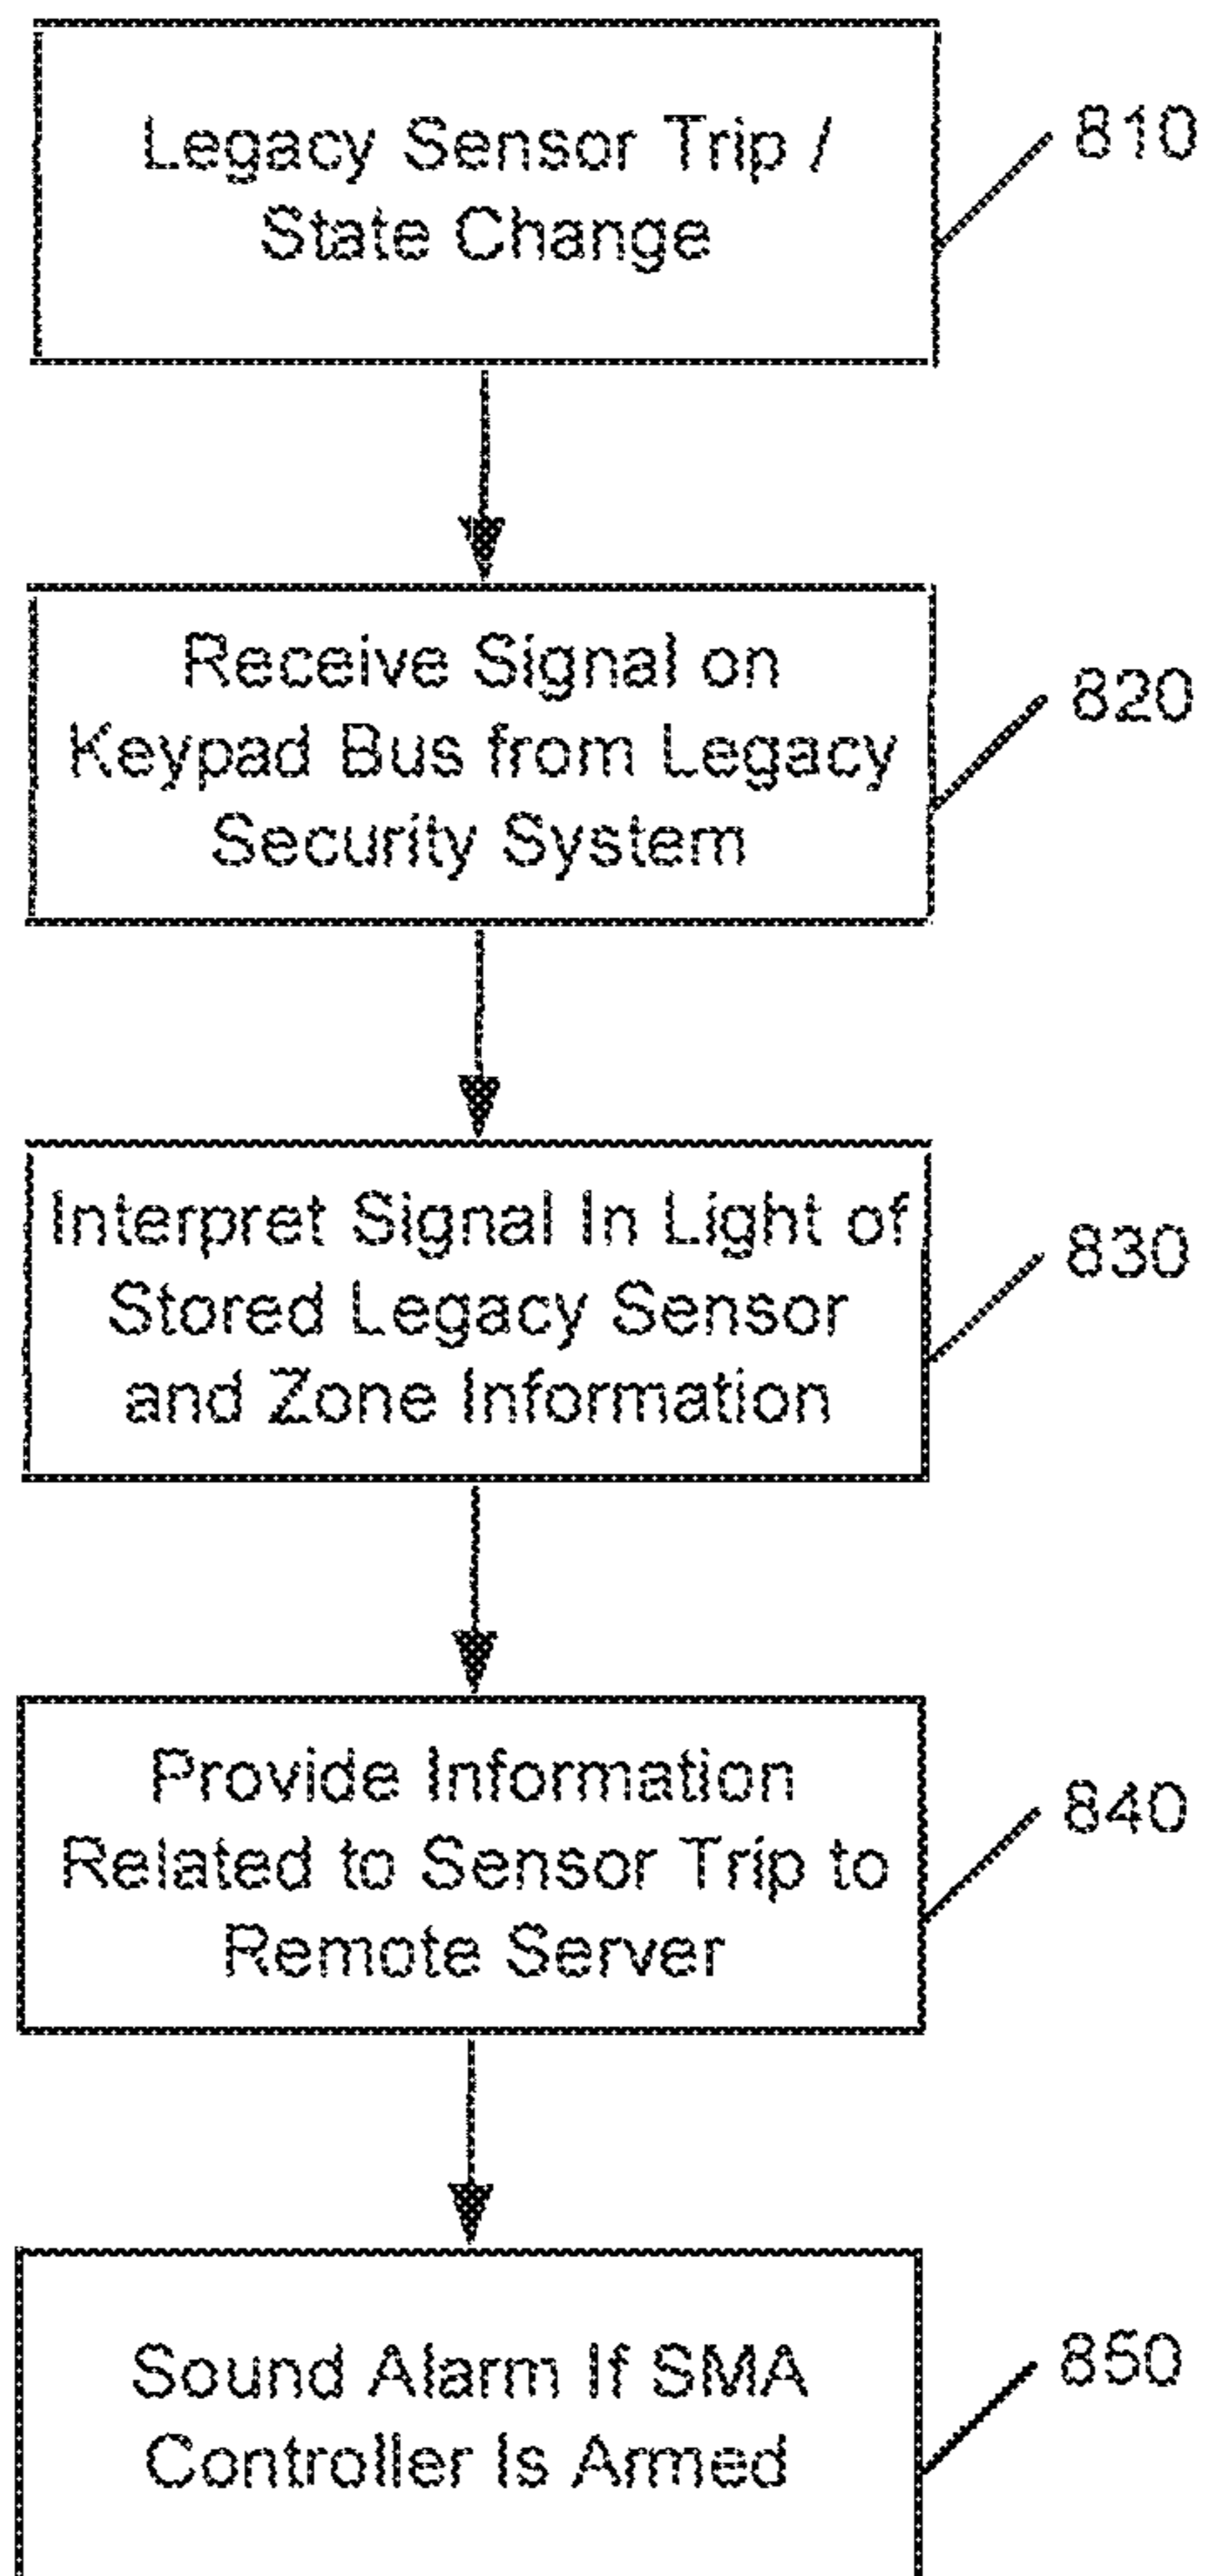 Legacy Sensor Trip /
State Change
810
Receive Signal on
Keypad Bus from Legacy
Security System
820
Interpret Signal In Light of
Stored Legacy Sensor
and Zone Information
830
Provide Information
Related to Sensor Trip to
Remote Server
840
Sound Alarm If SMA
Controller Is Armed
850